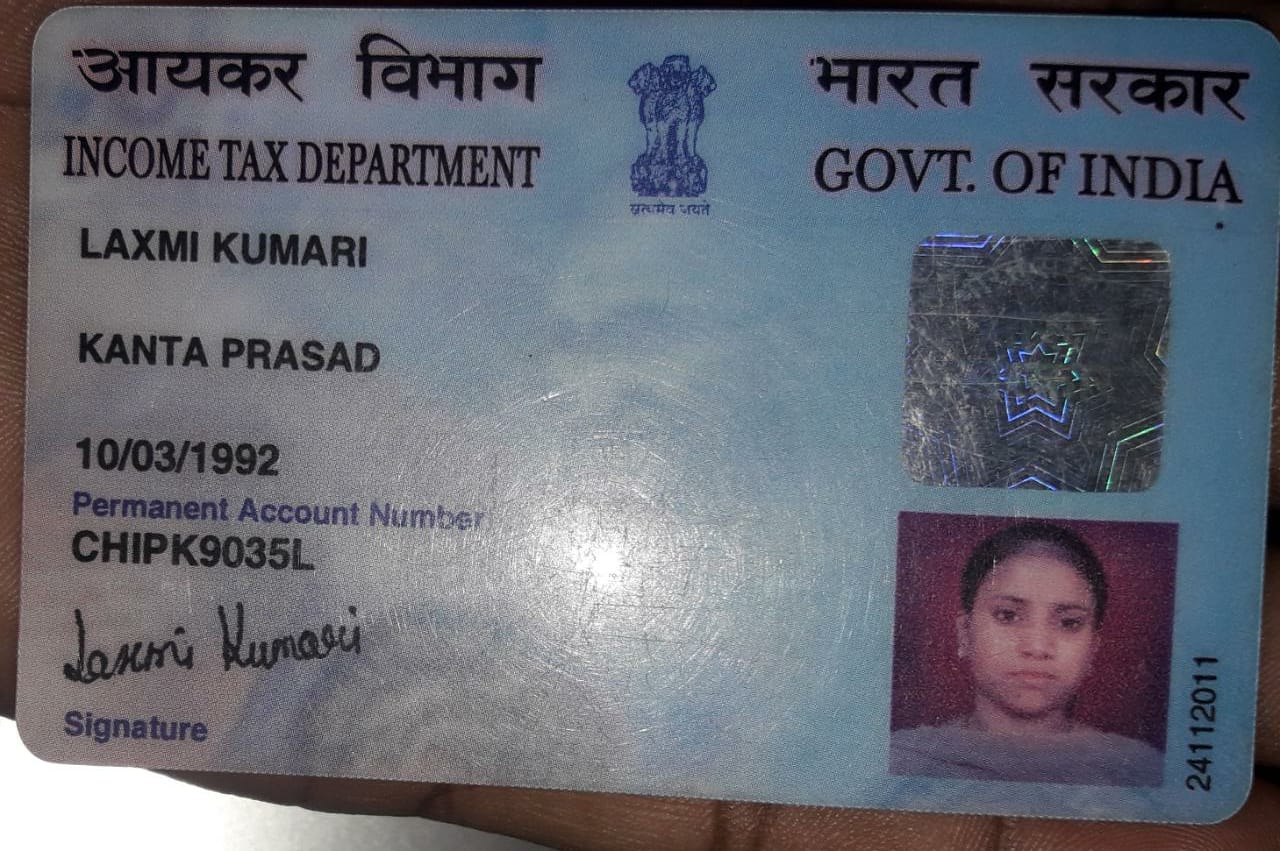 आयकर विभाग
INCOME TAX DEPARTMENT
सत्यमेव जयते
भारत सरकार
GOVT. OF INDIA
LAXMI KUMARI
KANTA PRASAD
10/03/1992
Permanent Account Number
CHIPK9035L
Laxmi Kumari
Signature
24112011